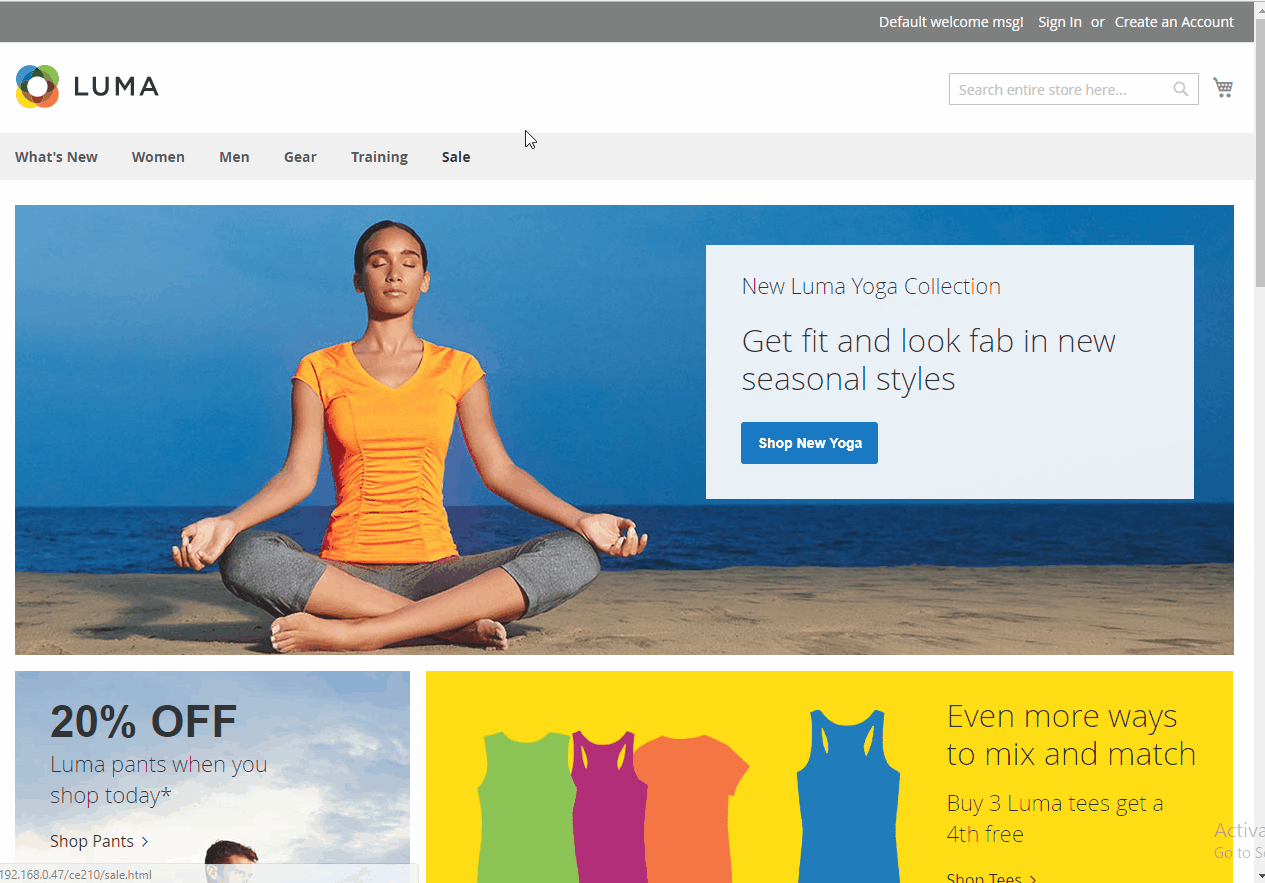 Default welcome msg! Sign In or Create an Account
LUMA
Search entire store here...
What's New Women Men Gear Training Sale
New Luma Yoga Collection
Get fit and look fab in new
seasonal styles
Shop New Yoga
20% OFF
Luma pants when you
shop today*
Shop Pants
Even more ways
to mix and match
Buy 3 Luma tees get a
4th free
Shop Tees
Activa
Go to Se
192.168.0.47/ce210/sale.html